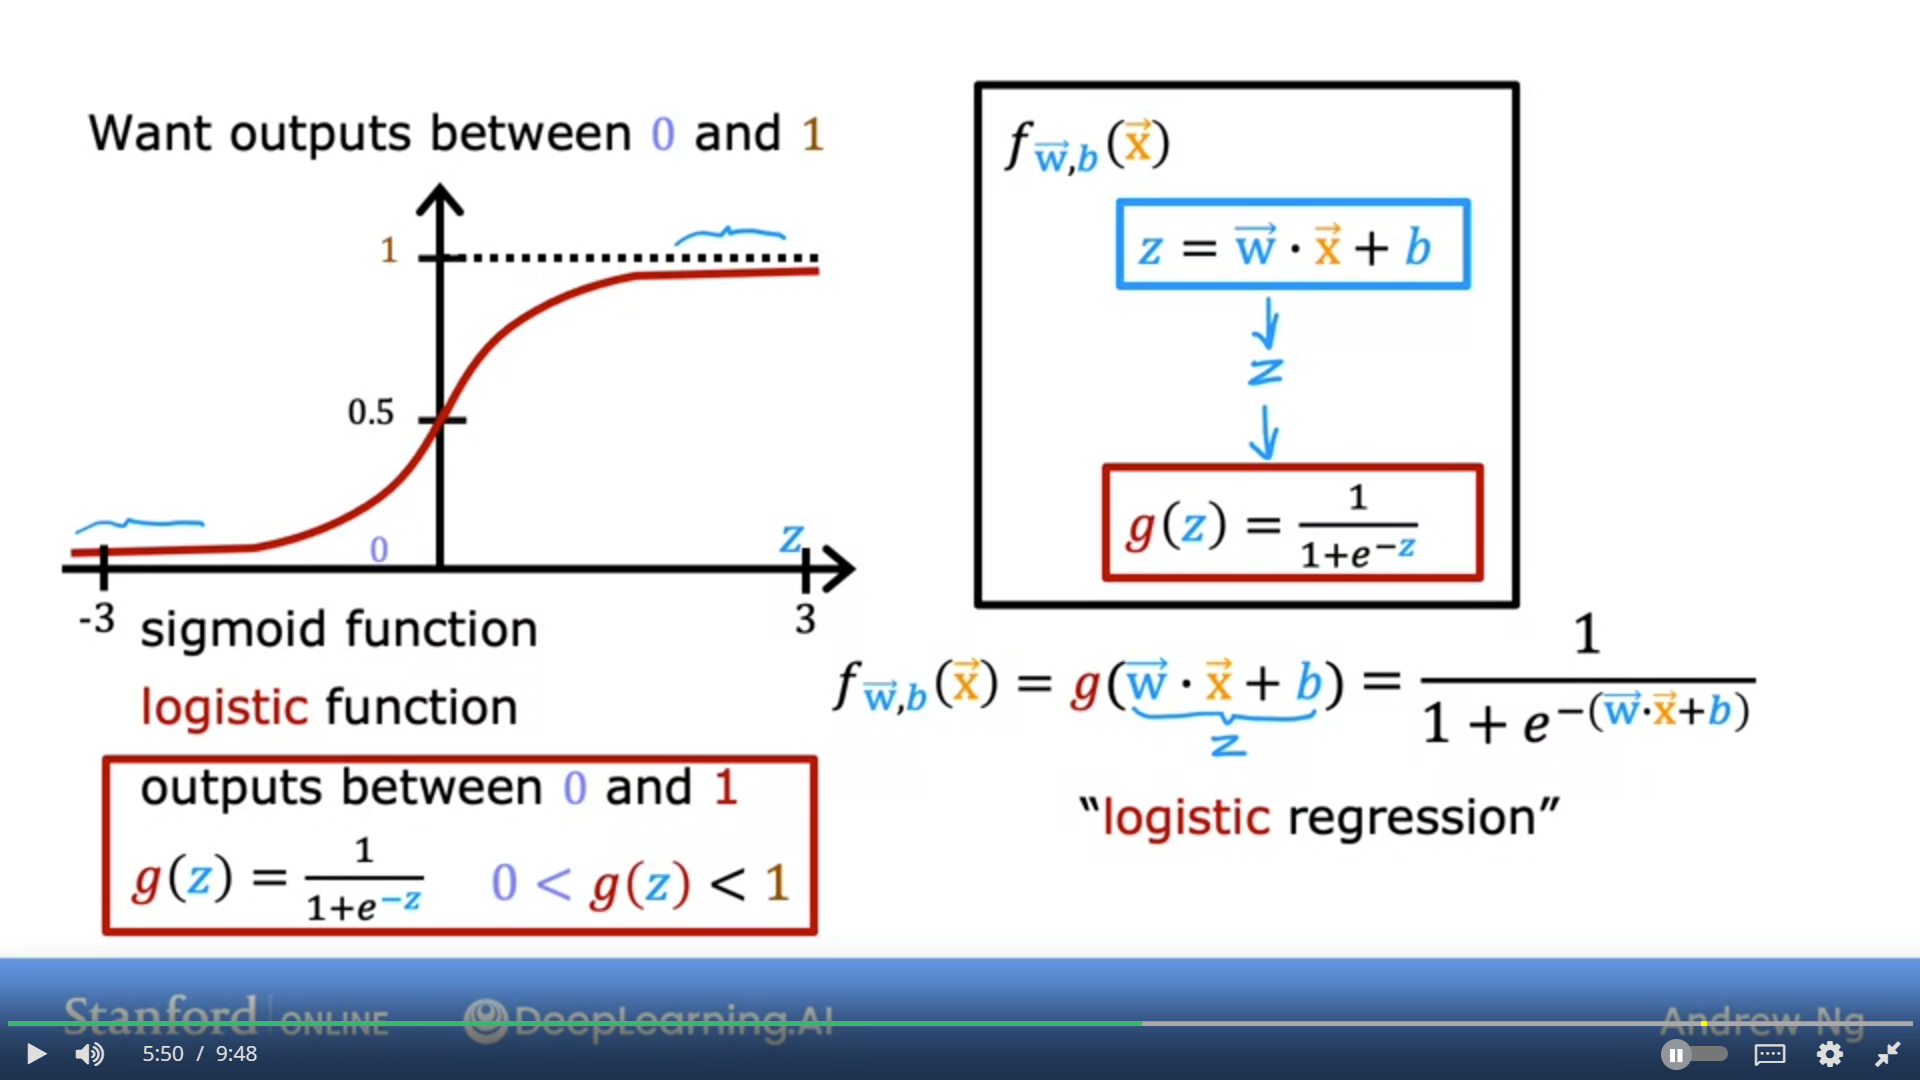 Want outputs between 0 and 1
1
0.5
0
z
-3
3
sigmoid function
logistic function
outputs between 0 and 1
g(z) = 1/(1+e^−z)   0 < g(z) < 1
f w⃗,b (x⃗)
z = w⃗ · x⃗ + b
z
g(z) = 1/(1+e^−z)
f w⃗,b (x⃗) = g(w⃗ · x⃗ + b) = 1/(1 + e^−(w⃗·x⃗+b))
z
“logistic regression”
Stanford ONLINE
DeepLearning.AI
Andrew Ng
5:50 / 9:48